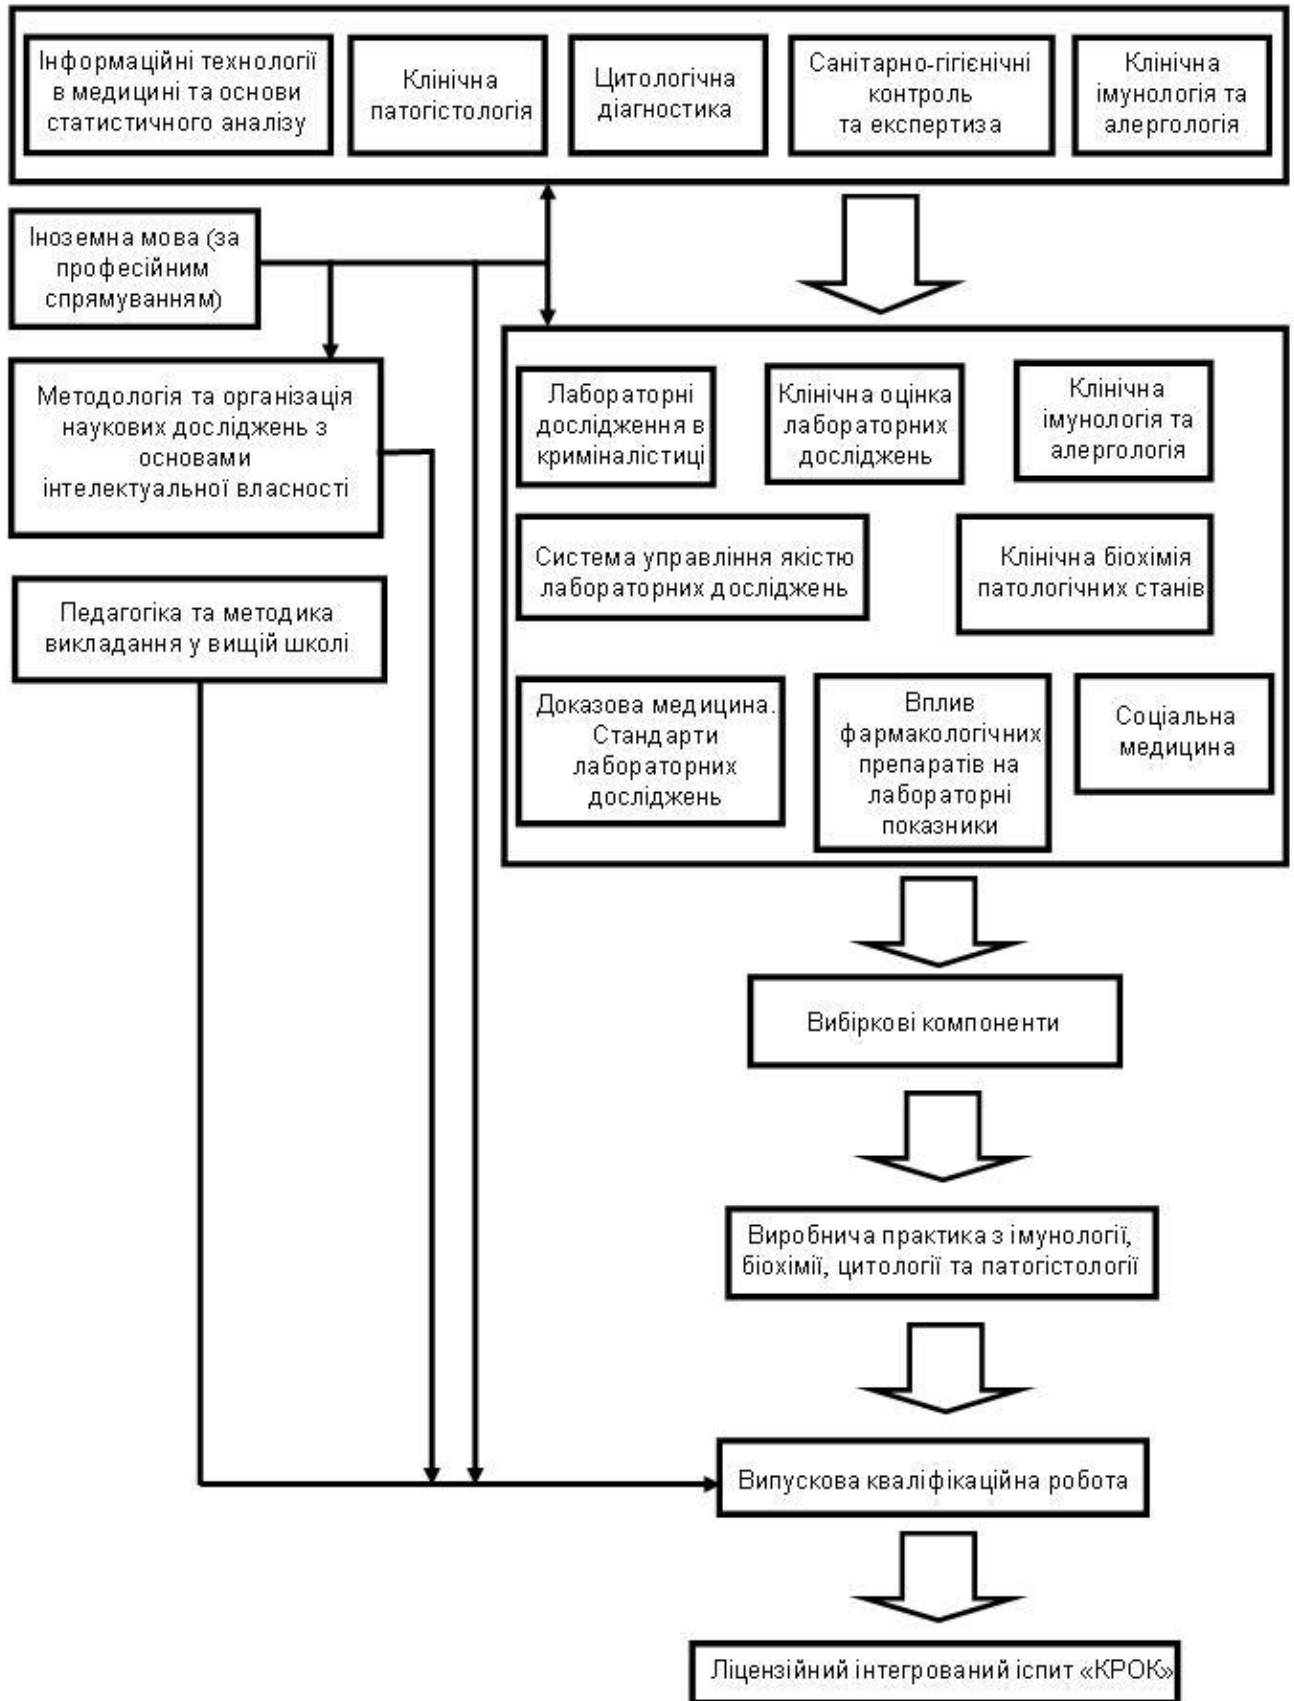 Інформаційні технології
в медицині та основи
статистичного аналізу
Клінічна
патогістологія
Цитологічна
діагностика
Санітарно-гігієнічні
контроль
та експертиза
Клінічна
імунологія та
алергологія
Іноземна мова (за
професійним
спрямуванням)
Методологія та організація
наукових досліджень з
основами
інтелектуальної власності
Педагогіка та методика
викладання у вищій школі
Лабораторні
дослідження в
криміналістиці
Клінічна оцінка
лабораторних
досліджень
Клінічна
імунологія та
алергологія
Система управління якістю
лабораторних досліджень
Клінічна біохімія
патологічних станів
Доказова медицина.
Стандарти
лабораторних
досліджень
Вплив
фармакологічних
препаратів на
лабораторні
показники
Соціальна
медицина
Вибіркові компоненти
Виробнича практика з імунології,
біохімії, цитології та патогістології
Випускова кваліфікаційна робота
Ліцензійний інтегрований іспит «КРОК»